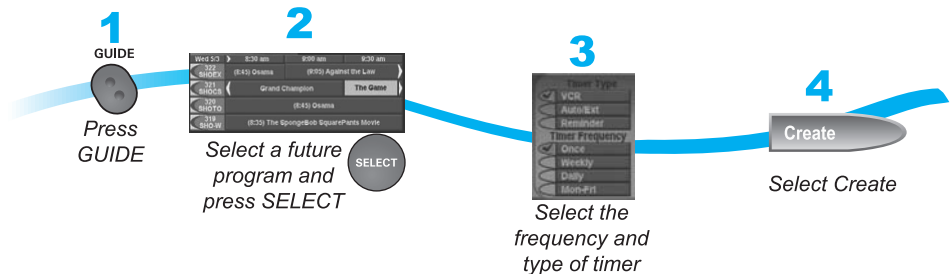 1
GUIDE
Press
GUIDE
2
Wed 5/3 8:30 am 9:00 am 9:30 am
322 SHOEX (8:45) Osama (9:05) Against the Law
321 SHOCS Grand Champion The Game
320 SHOTO (8:45) Osama
319 SHO-W (8:35) The SpongeBob SquarePants Movie
Select a future
program and
press SELECT
SELECT
3
Timer Type
VCR
Auto/Ext
Reminder
Timer Frequency
Once
Weekly
Daily
Mon-Fri
Select the
frequency and
type of timer
4
Create
Select Create